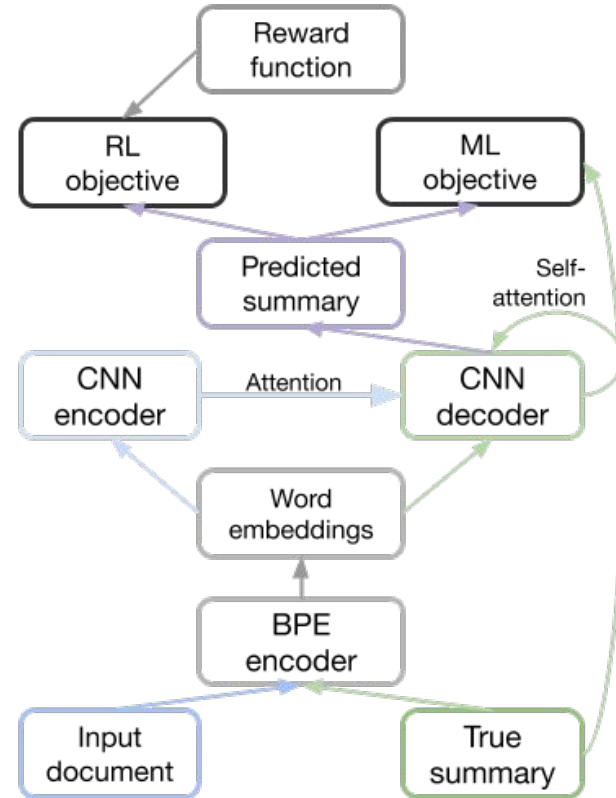 Reward
function
RL
objective
ML
objective
Predicted
summary
Self-
attention
CNN
encoder
Attention
CNN
decoder
Word
embeddings
BPE
encoder
Input
document
True
summary